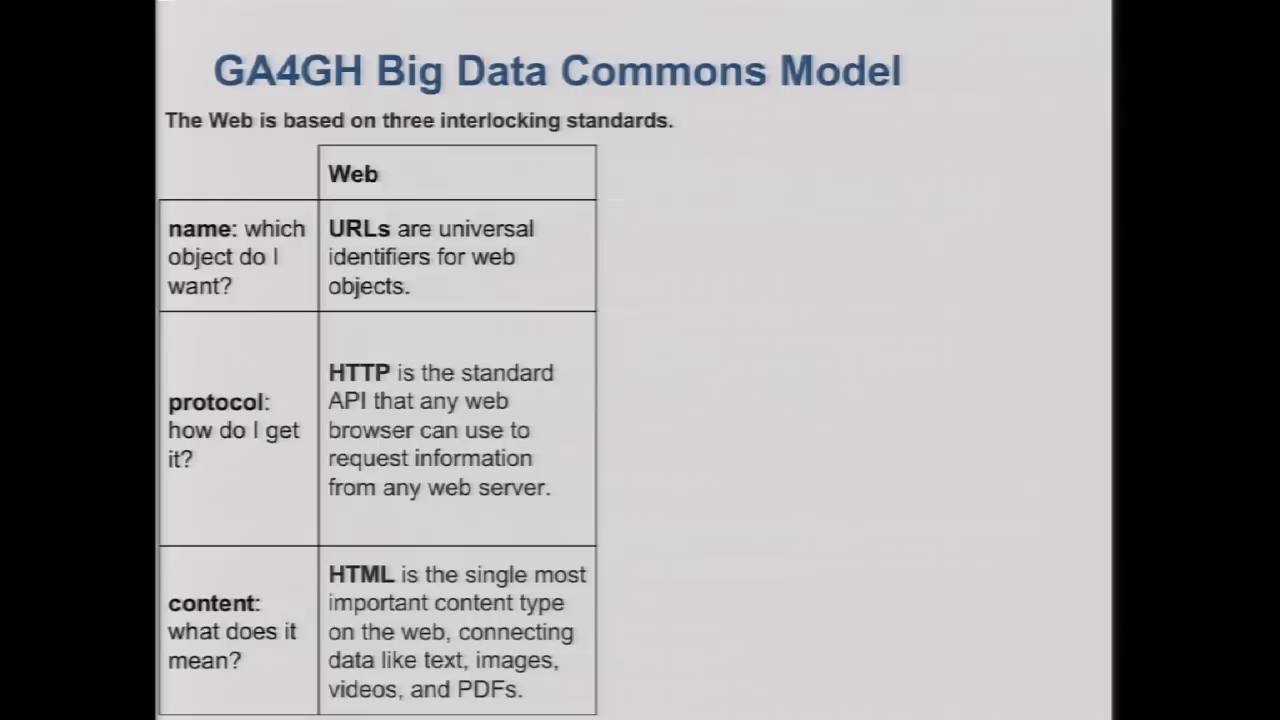 GA4GH Big Data Commons Model
The Web is based on three interlocking standards.
Web
name: which
object do I
want?
URLs are universal
identifiers for web
objects.
protocol:
how do I get
it?
HTTP is the standard
API that any web
browser can use to
request information
from any web server.
content:
what does it
mean?
HTML is the single most
important content type
on the web, connecting
data like text, images,
videos, and PDFs.